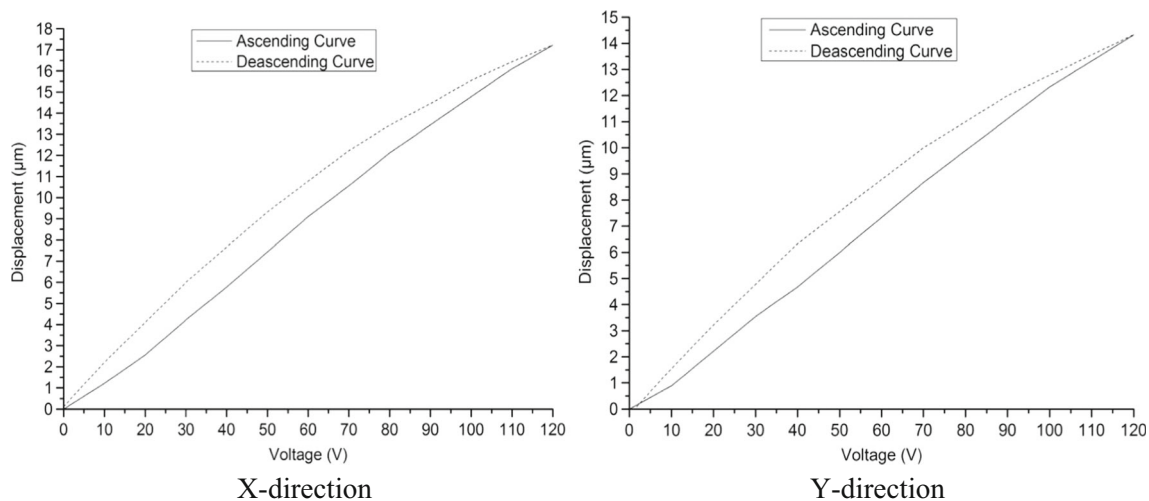 Ascending Curve
Deascending Curve
18
17
16
15
14
13
12
11
10
9
8
7
6
5
4
3
2
1
0
Displacement (μm)
0 10 20 30 40 50 60 70 80 90 100 110 120
Voltage (V)
X-direction
Ascending Curve
Deascending Curve
15
14
13
12
11
10
9
8
7
6
5
4
3
2
1
0
Displacement (μm)
0 10 20 30 40 50 60 70 80 90 100 110 120
Voltage (V)
Y-direction